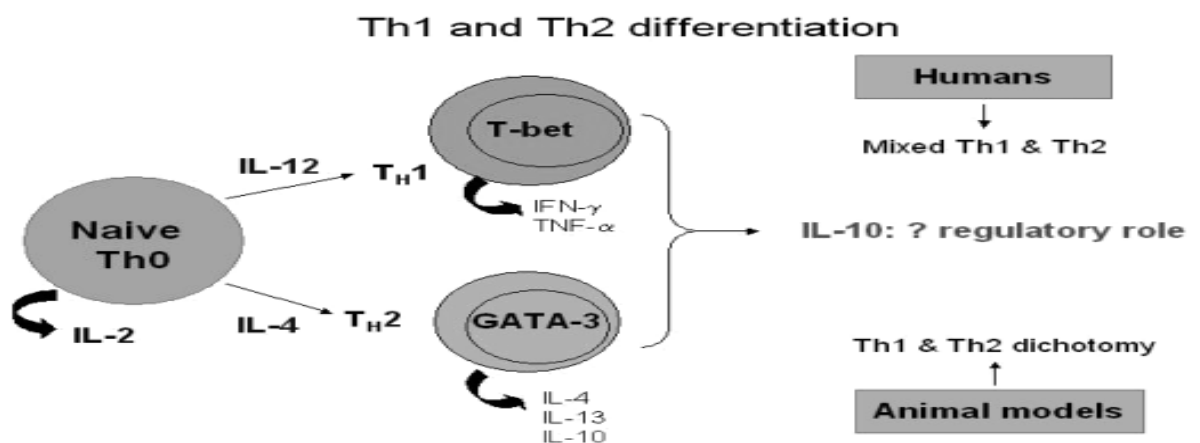 Th1 and Th2 differentiation
Humans
Mixed Th1 & Th2
T-bet
IL-12
TH1
IFN-γ
TNF-α
Naive
Th0
IL-2
IL-10: ? regulatory role
IL-4
TH2
GATA-3
IL-4
IL-13
IL-10
Th1 & Th2 dichotomy
Animal models